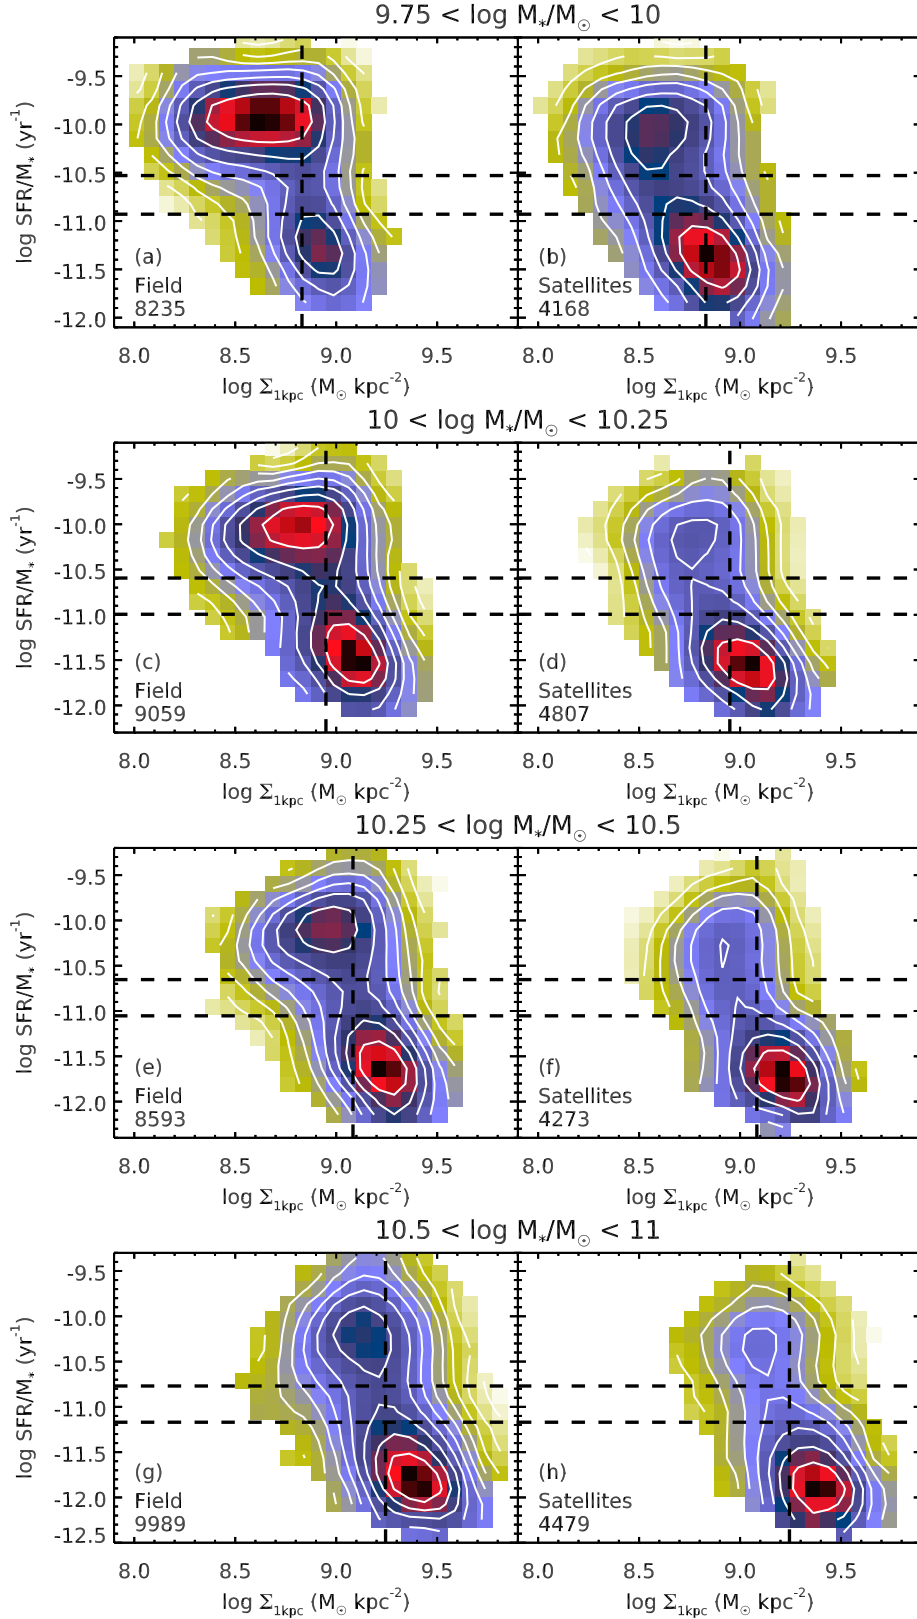 9.75 < log M*/M☉ < 10
-9.5
-10.0
-10.5
-11.0
-11.5
-12.0
log SFR/M* (yr-1)
(a)
Field
8235
(b)
Satellites
4168
8.0 8.5 9.0 9.5 8.0 8.5 9.0 9.5
log Σ1kpc (M☉ kpc-2) log Σ1kpc (M☉ kpc-2)
10 < log M*/M☉ < 10.25
-9.5
-10.0
-10.5
-11.0
-11.5
-12.0
log SFR/M* (yr-1)
(c)
Field
9059
(d)
Satellites
4807
8.0 8.5 9.0 9.5 8.0 8.5 9.0 9.5
log Σ1kpc (M☉ kpc-2) log Σ1kpc (M☉ kpc-2)
10.25 < log M*/M☉ < 10.5
-9.5
-10.0
-10.5
-11.0
-11.5
-12.0
log SFR/M* (yr-1)
(e)
Field
8593
(f)
Satellites
4273
8.0 8.5 9.0 9.5 8.0 8.5 9.0 9.5
log Σ1kpc (M☉ kpc-2) log Σ1kpc (M☉ kpc-2)
10.5 < log M*/M☉ < 11
-9.5
-10.0
-10.5
-11.0
-11.5
-12.0
-12.5
log SFR/M* (yr-1)
(g)
Field
9989
(h)
Satellites
4479
8.0 8.5 9.0 9.5 8.0 8.5 9.0 9.5
log Σ1kpc (M☉ kpc-2) log Σ1kpc (M☉ kpc-2)